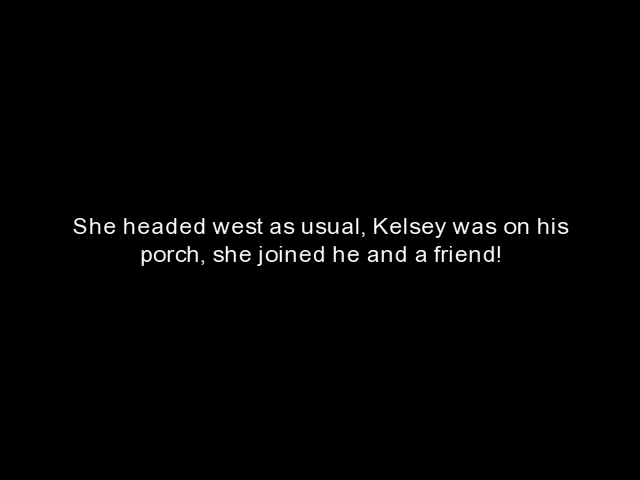 She headed west as usual, Kelsey was on his
porch, she joined he and a friend!